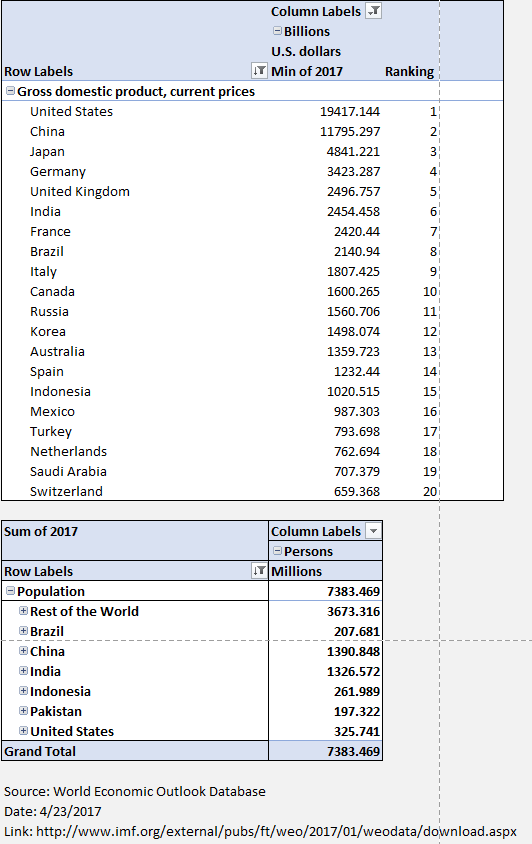 Column Labels
Billions
U.S. dollars
Row Labels Min of 2017 Ranking
Gross domestic product, current prices
United States 19417.144 1
China 11795.297 2
Japan 4841.221 3
Germany 3423.287 4
United Kingdom 2496.757 5
India 2454.458 6
France 2420.44 7
Brazil 2140.94 8
Italy 1807.425 9
Canada 1600.265 10
Russia 1560.706 11
Korea 1498.074 12
Australia 1359.723 13
Spain 1232.44 14
Indonesia 1020.515 15
Mexico 987.303 16
Turkey 793.698 17
Netherlands 762.694 18
Saudi Arabia 707.379 19
Switzerland 659.368 20
Sum of 2017 Column Labels
Persons
Row Labels Millions
Population 7383.469
Rest of the World 3673.316
Brazil 207.681
China 1390.848
India 1326.572
Indonesia 261.989
Pakistan 197.322
United States 325.741
Grand Total 7383.469
Source: World Economic Outlook Database
Date: 4/23/2017
Link: http://www.imf.org/external/pubs/ft/weo/2017/01/weodata/download.aspx